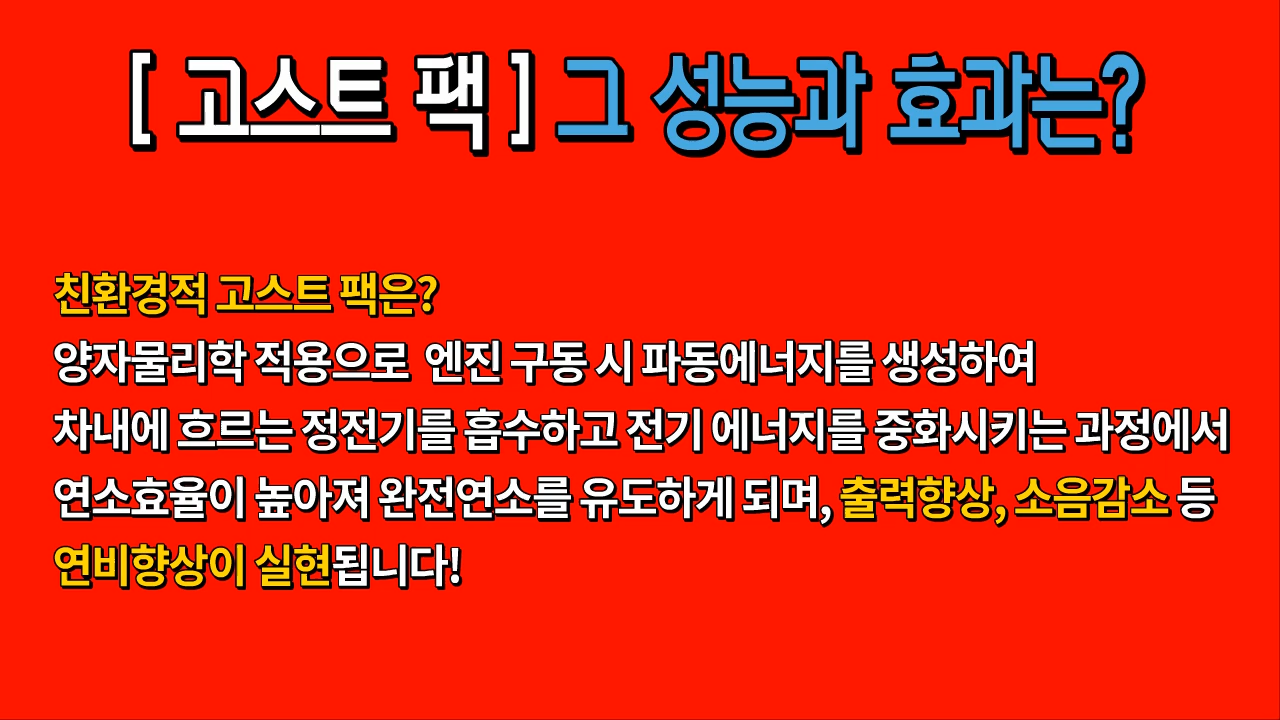 [ 고스트 팩 ] 그 성능과 효과는?
친환경적 고스트 팩은?
양자물리학 적용으로 엔진 구동 시 파동에너지를 생성하여
차내에 흐르는 정전기를 흡수하고 전기 에너지를 중화시키는 과정에서
연소효율이 높아져 완전연소를 유도하게 되며, 출력향상, 소음감소 등
연비향상이 실현됩니다!